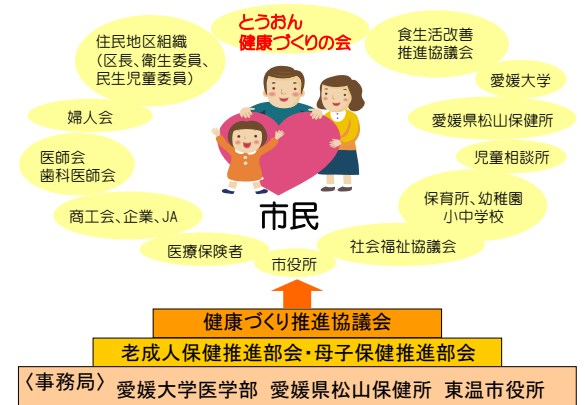 とうおん
健康づくりの会
住民地区組織
（区長、衛生委員、
民生児童委員）
食生活改善
推進協議会
愛媛大学
婦人会
愛媛県松山保健所
医師会
歯科医師会
児童相談所
保育所、幼稚園
小中学校
商工会、企業、JA
市民
社会福祉協議会
医療保険者
市役所
健康づくり推進協議会
老成人保健推進部会・母子保健推進部会
〈事務局〉 愛媛大学医学部 愛媛県松山保健所 東温市役所